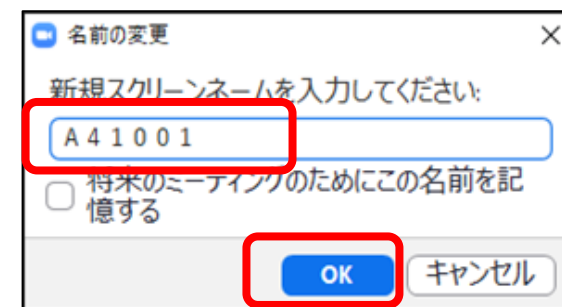 名前の変更
新規スクリーンネームを入力してください:
A41001
将来のミーティングのためにこの名前を記
憶する
OK キャンセル